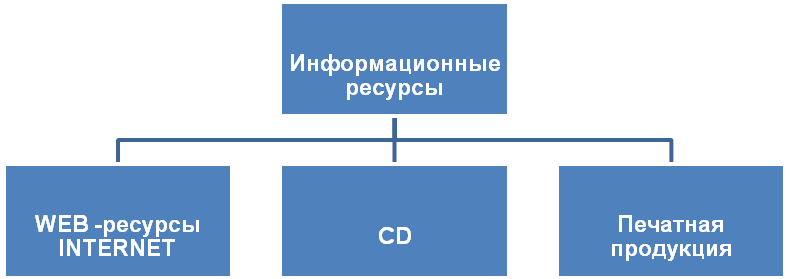 Информационные
ресурсы
WEB -ресурсы
INTERNET
CD
Печатная
продукция